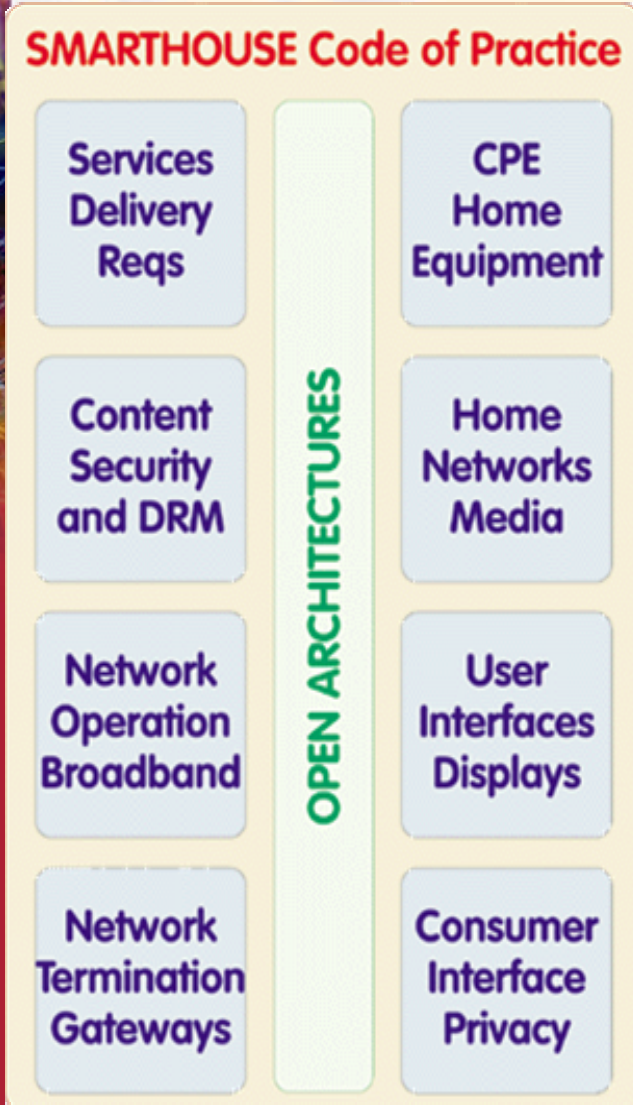 SMARTHOUSE Code of Practice
Services
Delivery
Reqs
Content
Security
and DRM
Network
Operation
Broadband
Network
Termination
Gateways
OPEN ARCHITECTURES
CPE
Home
Equipment
Home
Networks
Media
User
Interfaces
Displays
Consumer
Interface
Privacy